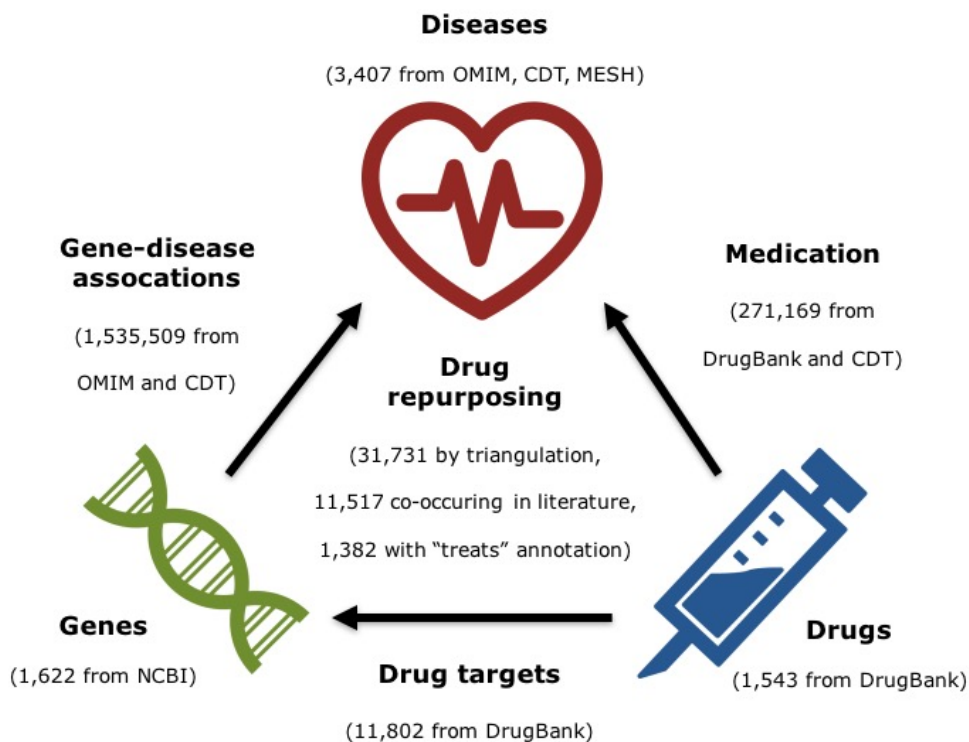 Diseases
(3,407 from OMIM, CDT, MESH)
Gene-disease
assocations
(1,535,509 from
OMIM and CDT)
Medication
(271,169 from
DrugBank and CDT)
Drug
repurposing
(31,731 by triangulation,
11,517 co-occuring in literature,
1,382 with “treats” annotation)
Genes
(1,622 from NCBI)
Drug targets
(11,802 from DrugBank)
Drugs
(1,543 from DrugBank)